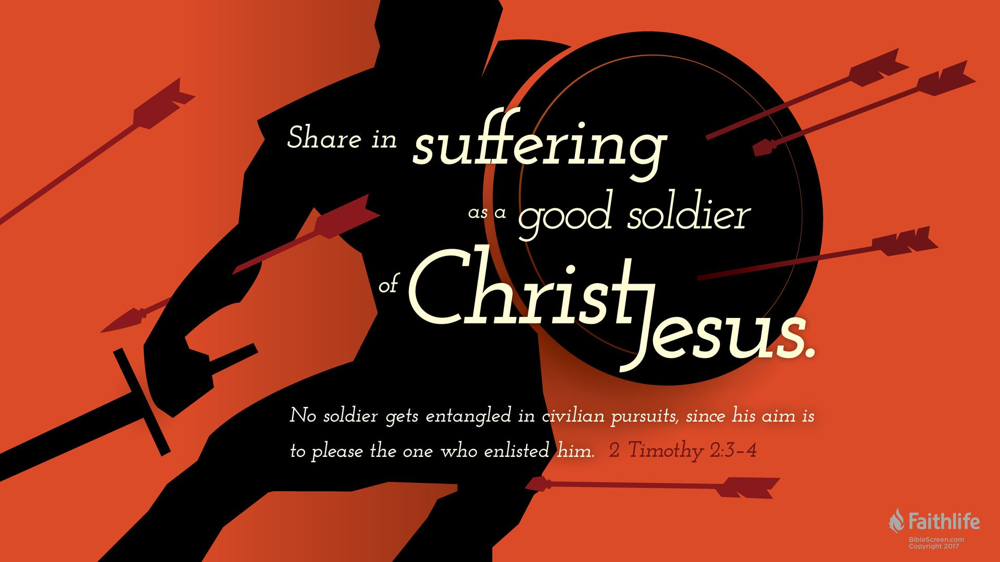 Share in suffering
as a good soldier
of Christ Jesus.
No soldier gets entangled in civilian pursuits, since his aim is
to please the one who enlisted him. 2 Timothy 2:3–4
Faithlife
BibleScreen.com
Copyright 2017